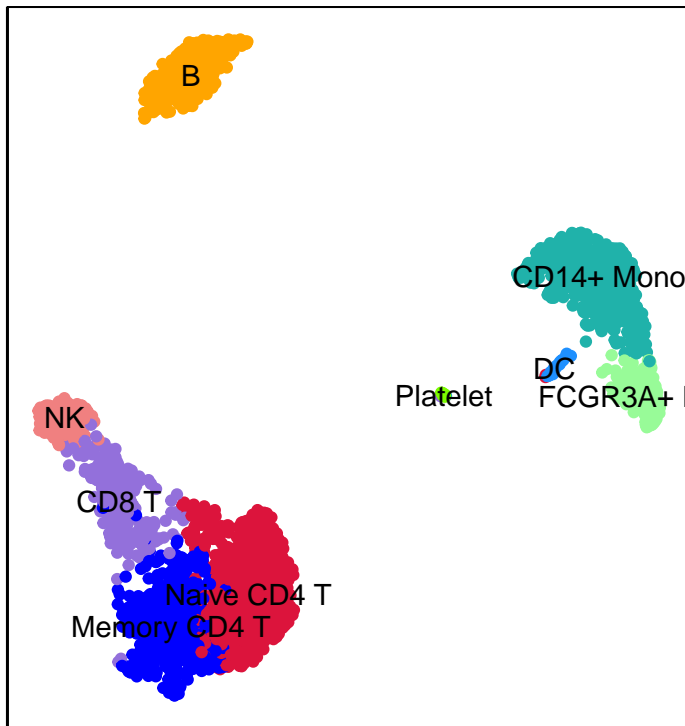 B
CD14+ Mono
DC
Platelet
FCGR3A+
NK
CD8 T
Naive CD4 T
Memory CD4 T